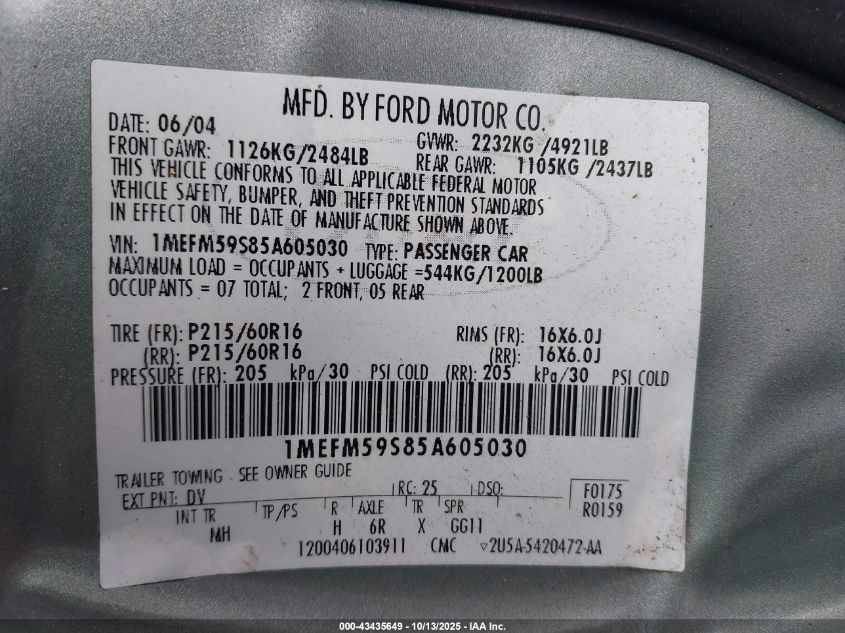 MFD. BY FORD MOTOR CO.
DATE: 06/04 GVWR: 2232KG /4921LB
FRONT GAWR: 1126KG/2484LB REAR GAWR: 1105KG /2437LB
THIS VEHICLE CONFORMS TO ALL APPLICABLE FEDERAL MOTOR
VEHICLE SAFETY, BUMPER, AND THEFT PREVENTION STANDARDS
IN EFFECT ON THE DATE OF MANUFACTURE SHOWN ABOVE.
VIN: 1MEFM59S85A605030 TYPE: PASSENGER CAR
MAXIMUM LOAD = OCCUPANTS + LUGGAGE =544KG/1200LB
OCCUPANTS = 07 TOTAL; 2 FRONT, 05 REAR
TIRE (FR): P215/60R16 RIMS (FR): 16X6.0J
(RR): P215/60R16 (RR): 16X6.0J
PRESSURE (FR): 205 kPa/30 PSI COLD (RR): 205 kPa/30 PSI COLD
1MEFM59S85A605030
TRAILER TOWING - SEE OWNER GUIDE
EXT PNT: DV RC: 25 DSO: F0175
INT TR TP/PS R AXLE TR SPR R0159
MH H 6R X GG11
1200406103911 CMC ▽2U5A-5420472-AA
000-43435649 - 10/13/2025 - IAA Inc.